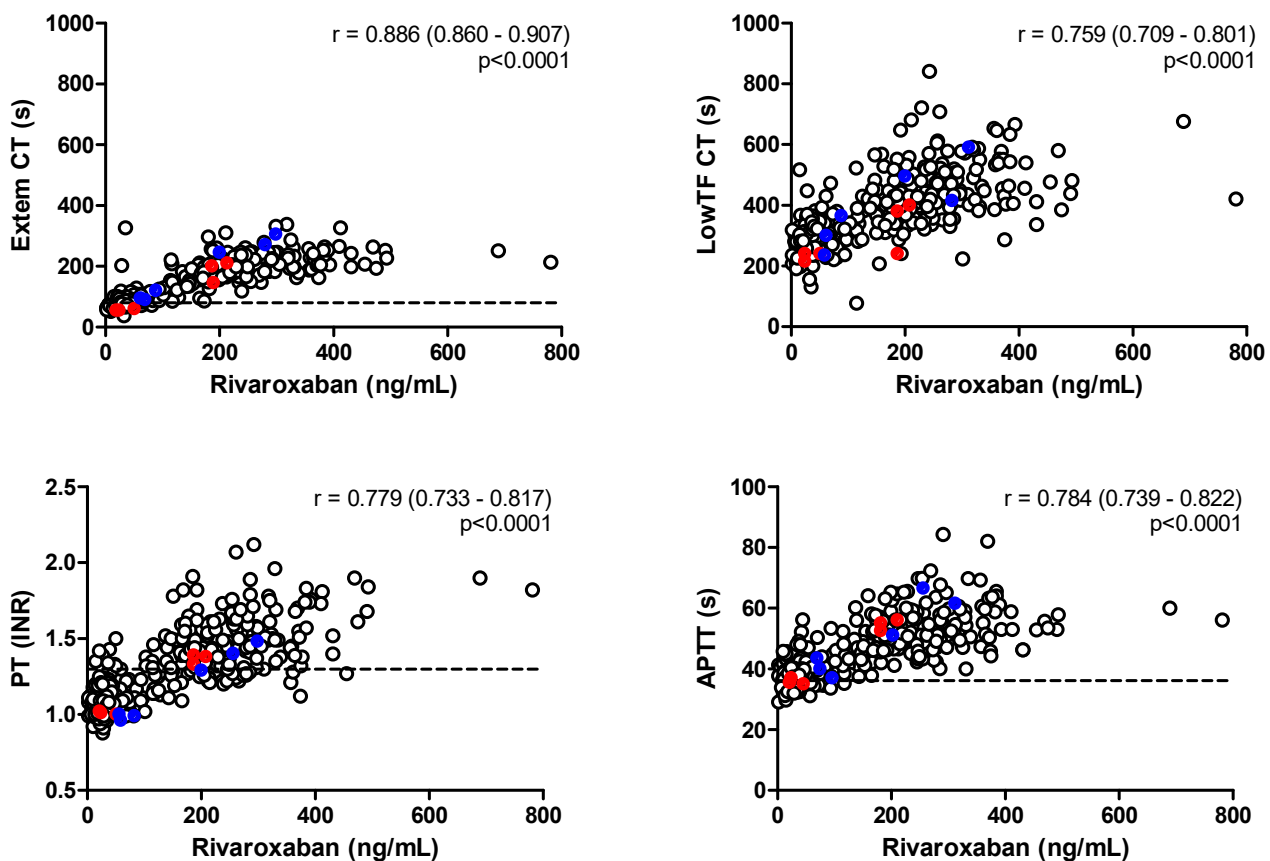 r = 0.886 (0.860 - 0.907)
p<0.0001
Extem CT (s)
1000
800
600
400
200
0
0 200 400 600 800
Rivaroxaban (ng/mL)
r = 0.759 (0.709 - 0.801)
p<0.0001
LowTF CT (s)
1000
800
600
400
200
0
0 200 400 600 800
Rivaroxaban (ng/mL)
r = 0.779 (0.733 - 0.817)
p<0.0001
PT (INR)
2.5
2.0
1.5
1.0
0.5
0 200 400 600 800
Rivaroxaban (ng/mL)
r = 0.784 (0.739 - 0.822)
p<0.0001
APTT (s)
100
80
60
40
20
0
0 200 400 600 800
Rivaroxaban (ng/mL)